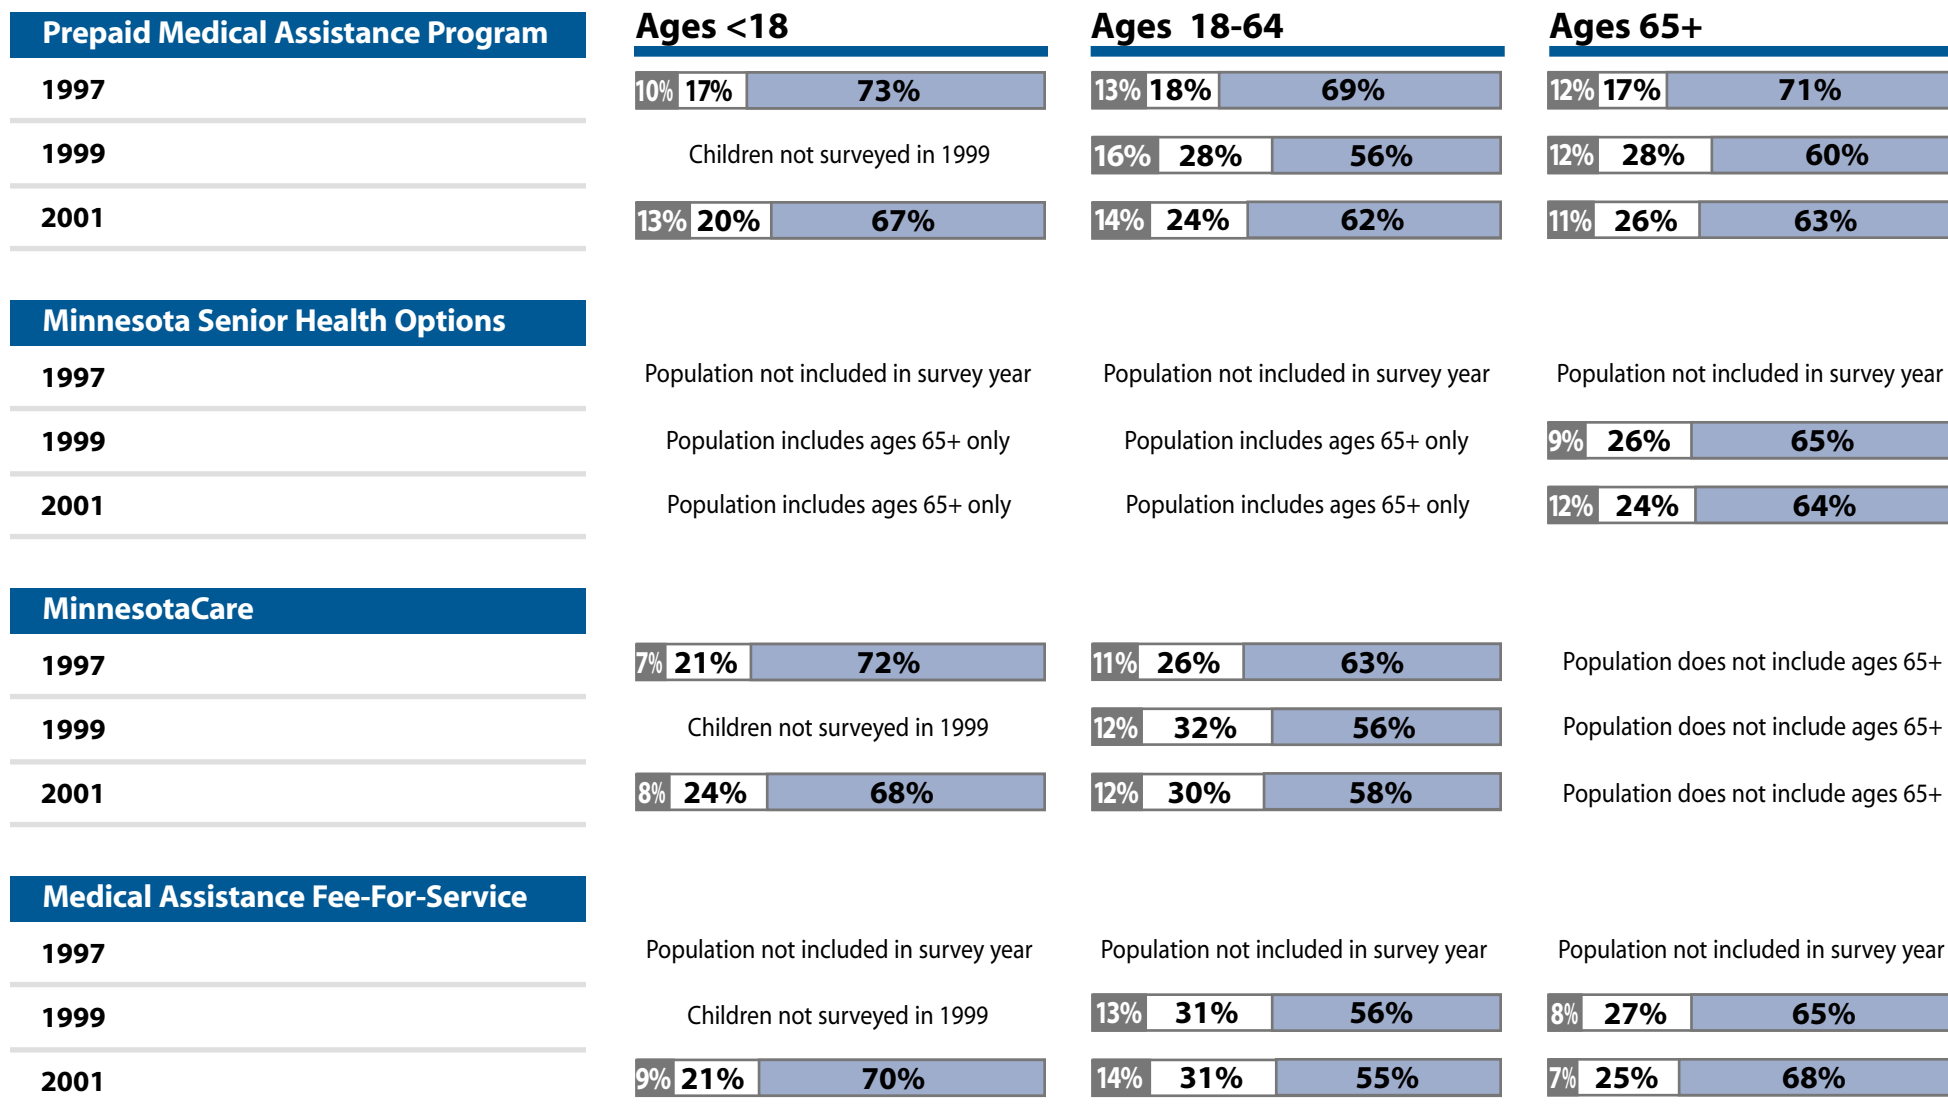 Prepaid Medical Assistance Program Ages <18 Ages 18-64 Ages 65+
1997 10% 17% 73% 13% 18% 69% 12% 17% 71%
1999 Children not surveyed in 1999 16% 28% 56% 12% 28% 60%
2001 13% 20% 67% 14% 24% 62% 11% 26% 63%
Minnesota Senior Health Options
1997 Population not included in survey year Population not included in survey year Population not included in survey year
1999 Population includes ages 65+ only Population includes ages 65+ only 9% 26% 65%
2001 Population includes ages 65+ only Population includes ages 65+ only 12% 24% 64%
MinnesotaCare
1997 7% 21% 72% 11% 26% 63% Population does not include ages 65+
1999 Children not surveyed in 1999 12% 32% 56% Population does not include ages 65+
2001 8% 24% 68% 12% 30% 58% Population does not include ages 65+
Medical Assistance Fee-For-Service
1997 Population not included in survey year Population not included in survey year Population not included in survey year
1999 Children not surveyed in 1999 13% 31% 56% 8% 27% 65%
2001 9% 21% 70% 14% 31% 55% 7% 25% 68%